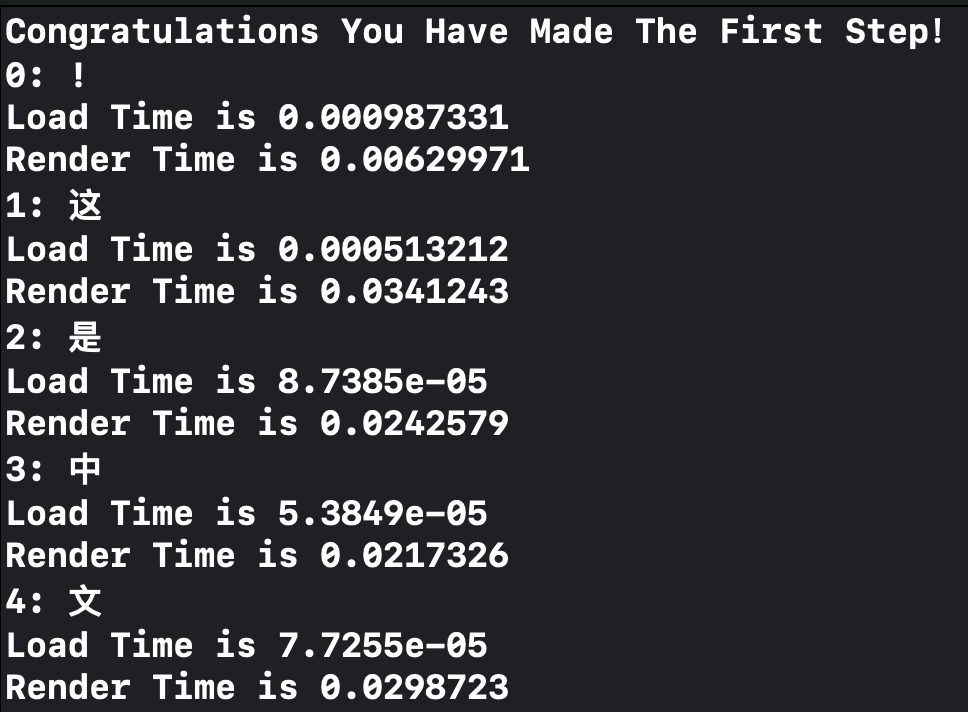 Congratulations You Have Made The First Step!
0: !
Load Time is 0.000987331
Render Time is 0.00629971
1: 这
Load Time is 0.000513212
Render Time is 0.0341243
2: 是
Load Time is 8.7385e-05
Render Time is 0.0242579
3: 中
Load Time is 5.3849e-05
Render Time is 0.0217326
4: 文
Load Time is 7.7255e-05
Render Time is 0.0298723